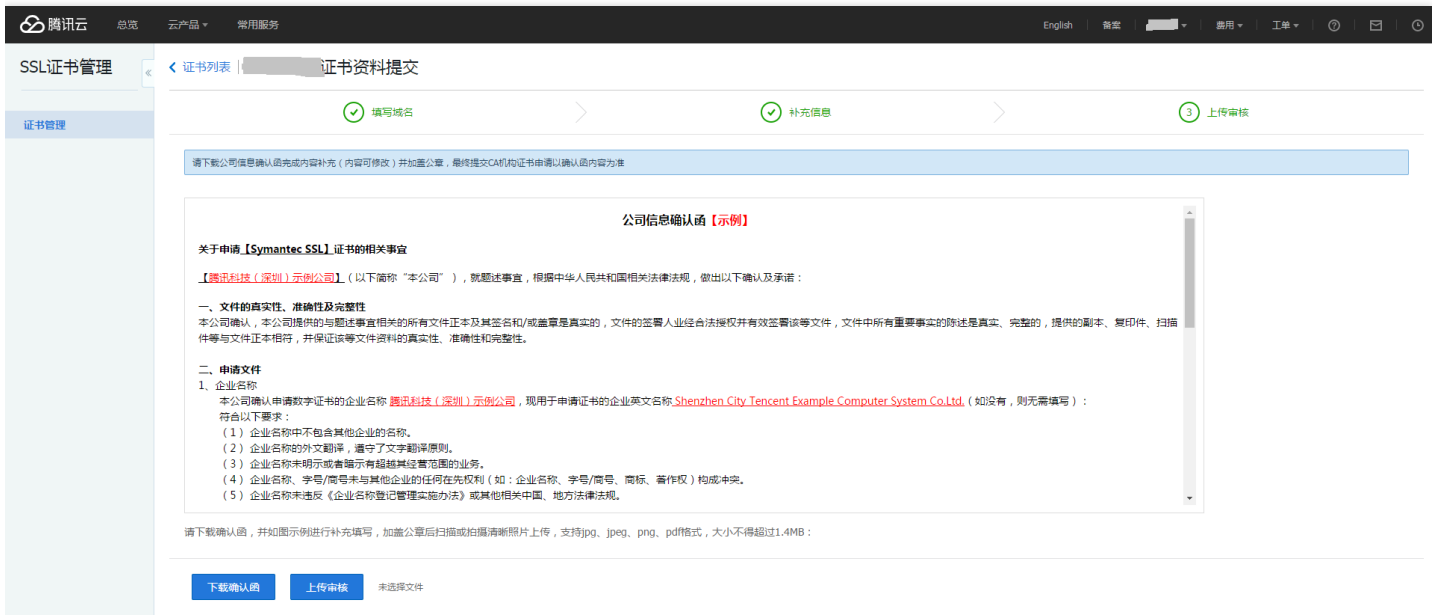 腾讯云 总览 云产品 常用服务 English 备案 费用 工单
SSL证书管理
证书列表 证书资料提交
填写域名 补充信息 3 上传审核
证书管理
请下载公司信息确认函完成内容补充(内容可修改)并加盖公章,最终提交CA机构证书申请以确认函内容为准
公司信息确认函【示例】
关于申请【Symantec SSL】证书的相关事宜
【腾讯科技(深圳)示例公司】(以下简称“本公司”),就题述事宜,根据中华人民共和国相关法律法规,做出以下确认及承诺:
一、文件的真实性、准确性及完整性
本公司确认,本公司提供的与题述事宜相关的所有文件正本及其签名和/或盖章是真实的,文件的签署人业经合法授权并有效签署该等文件,文件中所有重要事实的陈述是真实、完整的,提供的副本、复印件、扫描
件等与文件正本相符,并保证该等文件资料的真实性、准确性和完整性。
二、申请文件
1、企业名称
本公司确认申请数字证书的企业名称 腾讯科技(深圳)示例公司,现用于申请证书的企业英文名称 Shenzhen City Tencent Example Computer System Co.Ltd.(如没有,则无需填写):
符合以下要求:
(1)企业名称中不包含其他企业的名称。
(2)企业名称的外文翻译,遵守了文字翻译原则。
(3)企业名称未明示或者暗示有超越其经营范围的业务。
(4)企业名称、字号/商号未与其他企业的任何在先权利(如:企业名称、字号/商号、商标、著作权)构成冲突。
(5)企业名称未违反《企业名称登记管理实施办法》或其他相关中国、地方法律法规。
请下载确认函,并如图示例进行补充填写,加盖公章后扫描或拍摄清晰照片上传,支持jpg、jpeg、png、pdf格式,大小不得超过1.4MB:
下载确认函 上传审核 未选择文件